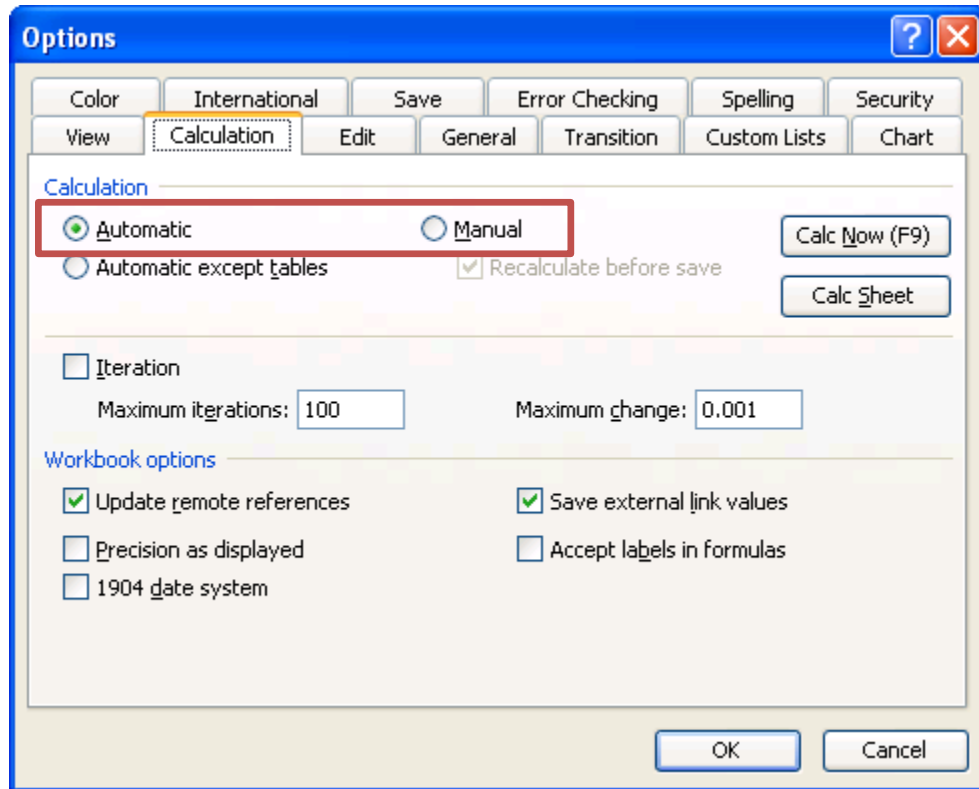 Options
Color International Save Error Checking Spelling Security
View Calculation Edit General Transition Custom Lists Chart
Calculation
Automatic Manual Calc Now (F9)
Automatic except tables Recalculate before save
Calc Sheet
Iteration
Maximum iterations: 100 Maximum change: 0.001
Workbook options
Update remote references Save external link values
Precision as displayed Accept labels in formulas
1904 date system
OK Cancel